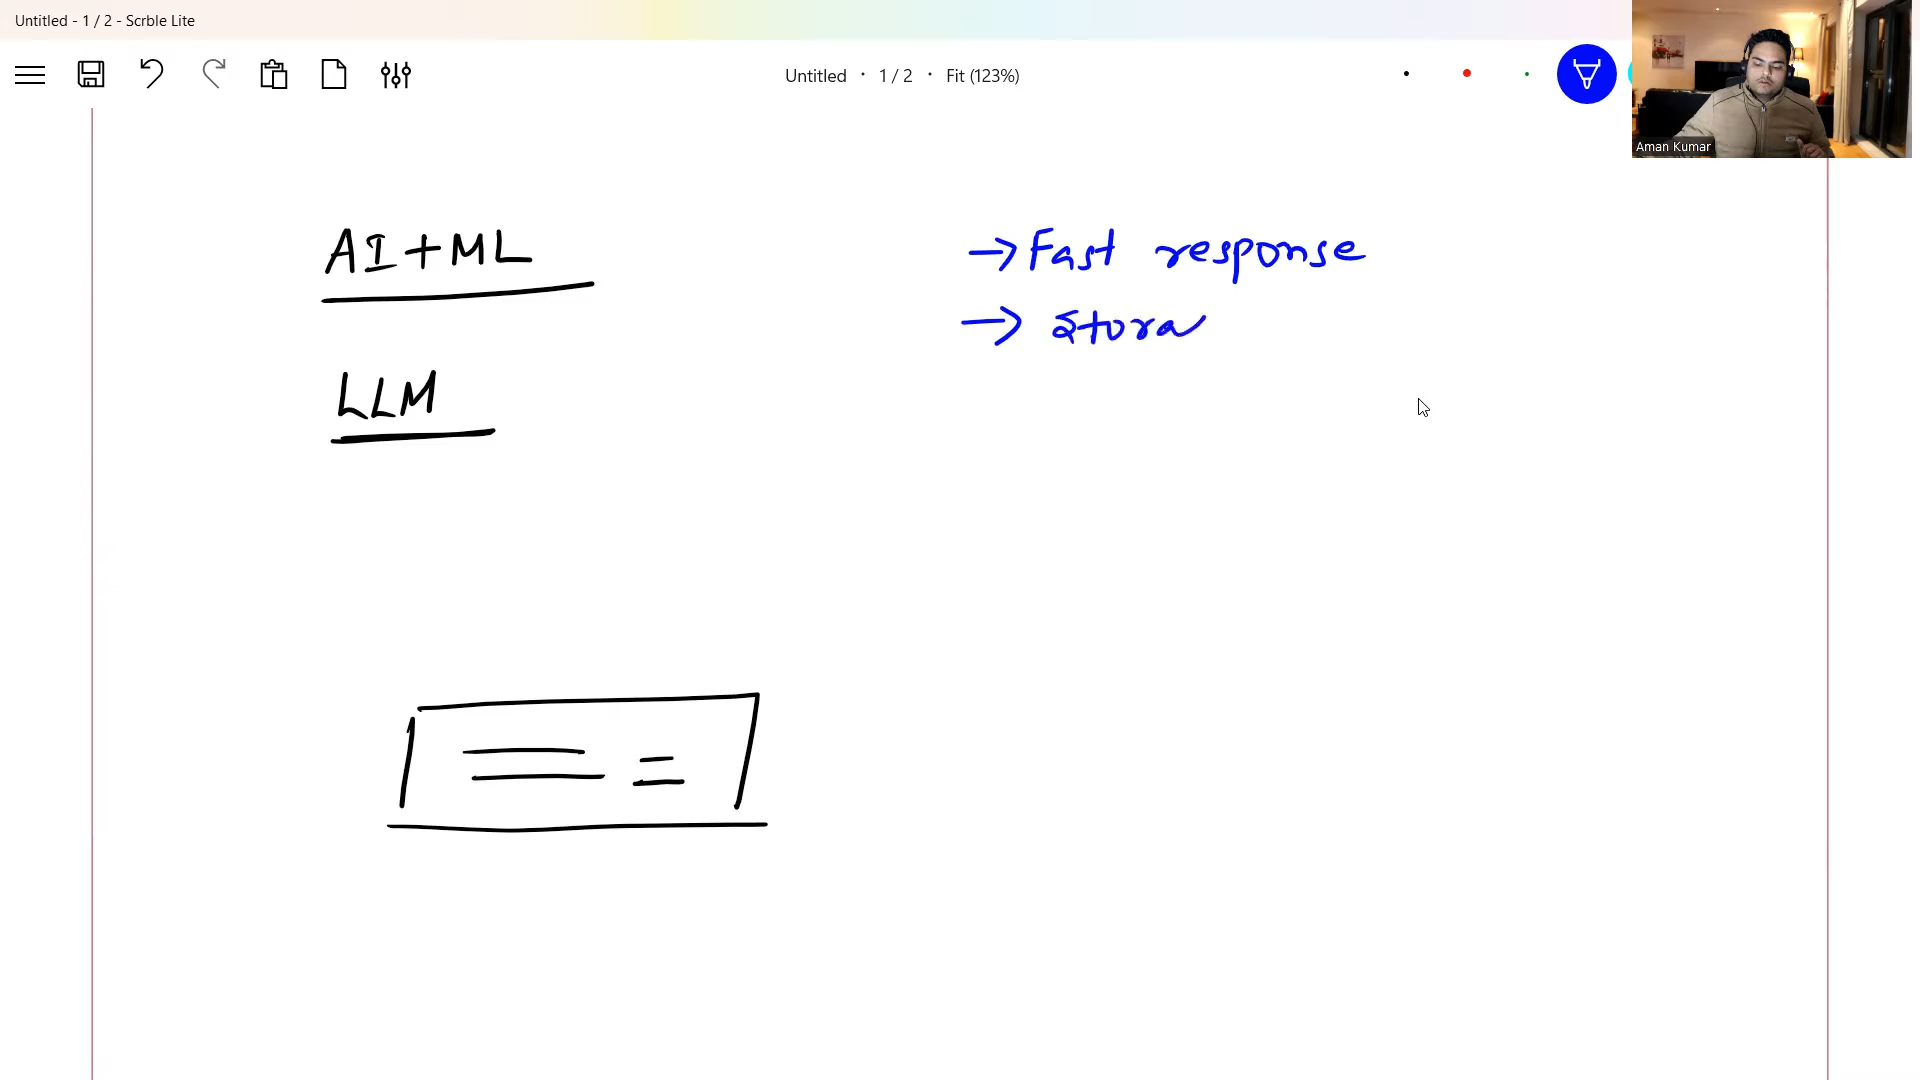 Untitled - 1 / 2 - Scrble Lite
Untitled • 1 / 2 • Fit (123%)
Aman Kumar
AI+ML
→ Fast response
→ Stora
LLM